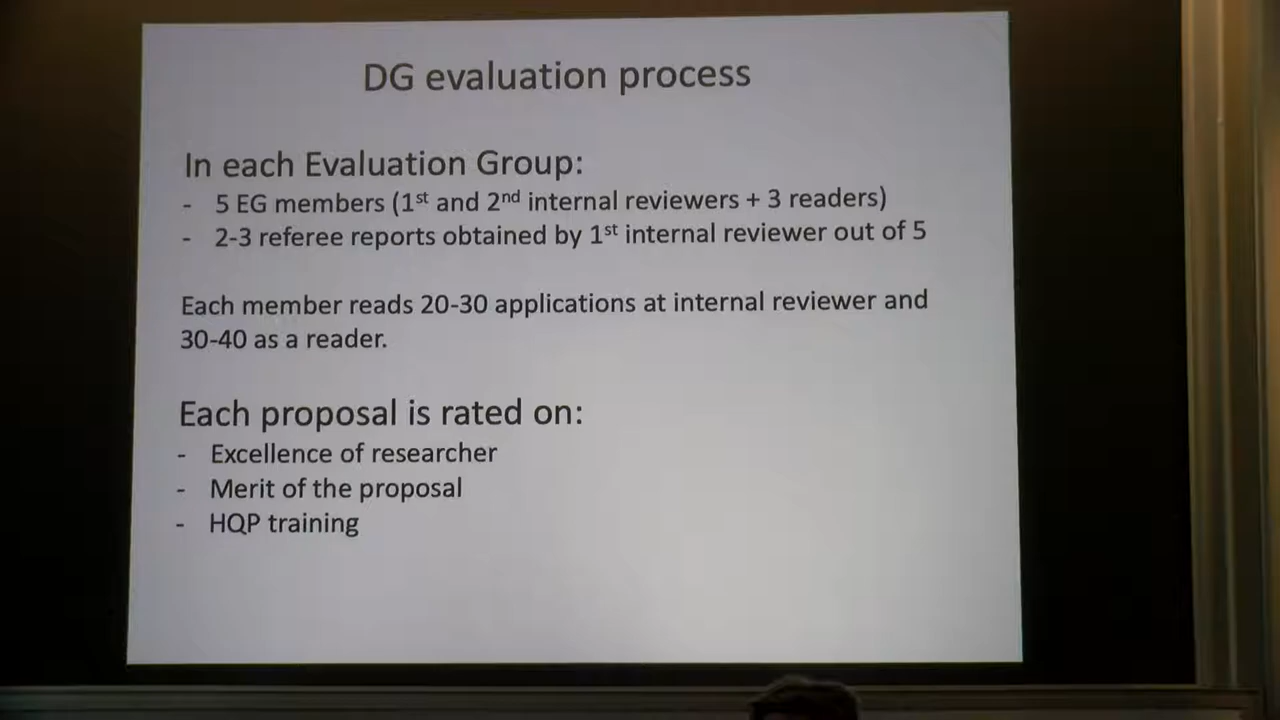 DG evaluation process
In each Evaluation Group:
- 5 EG members (1st and 2nd internal reviewers + 3 readers)
- 2-3 referee reports obtained by 1st internal reviewer out of 5
Each member reads 20-30 applications at internal reviewer and
30-40 as a reader.
Each proposal is rated on:
- Excellence of researcher
- Merit of the proposal
- HQP training